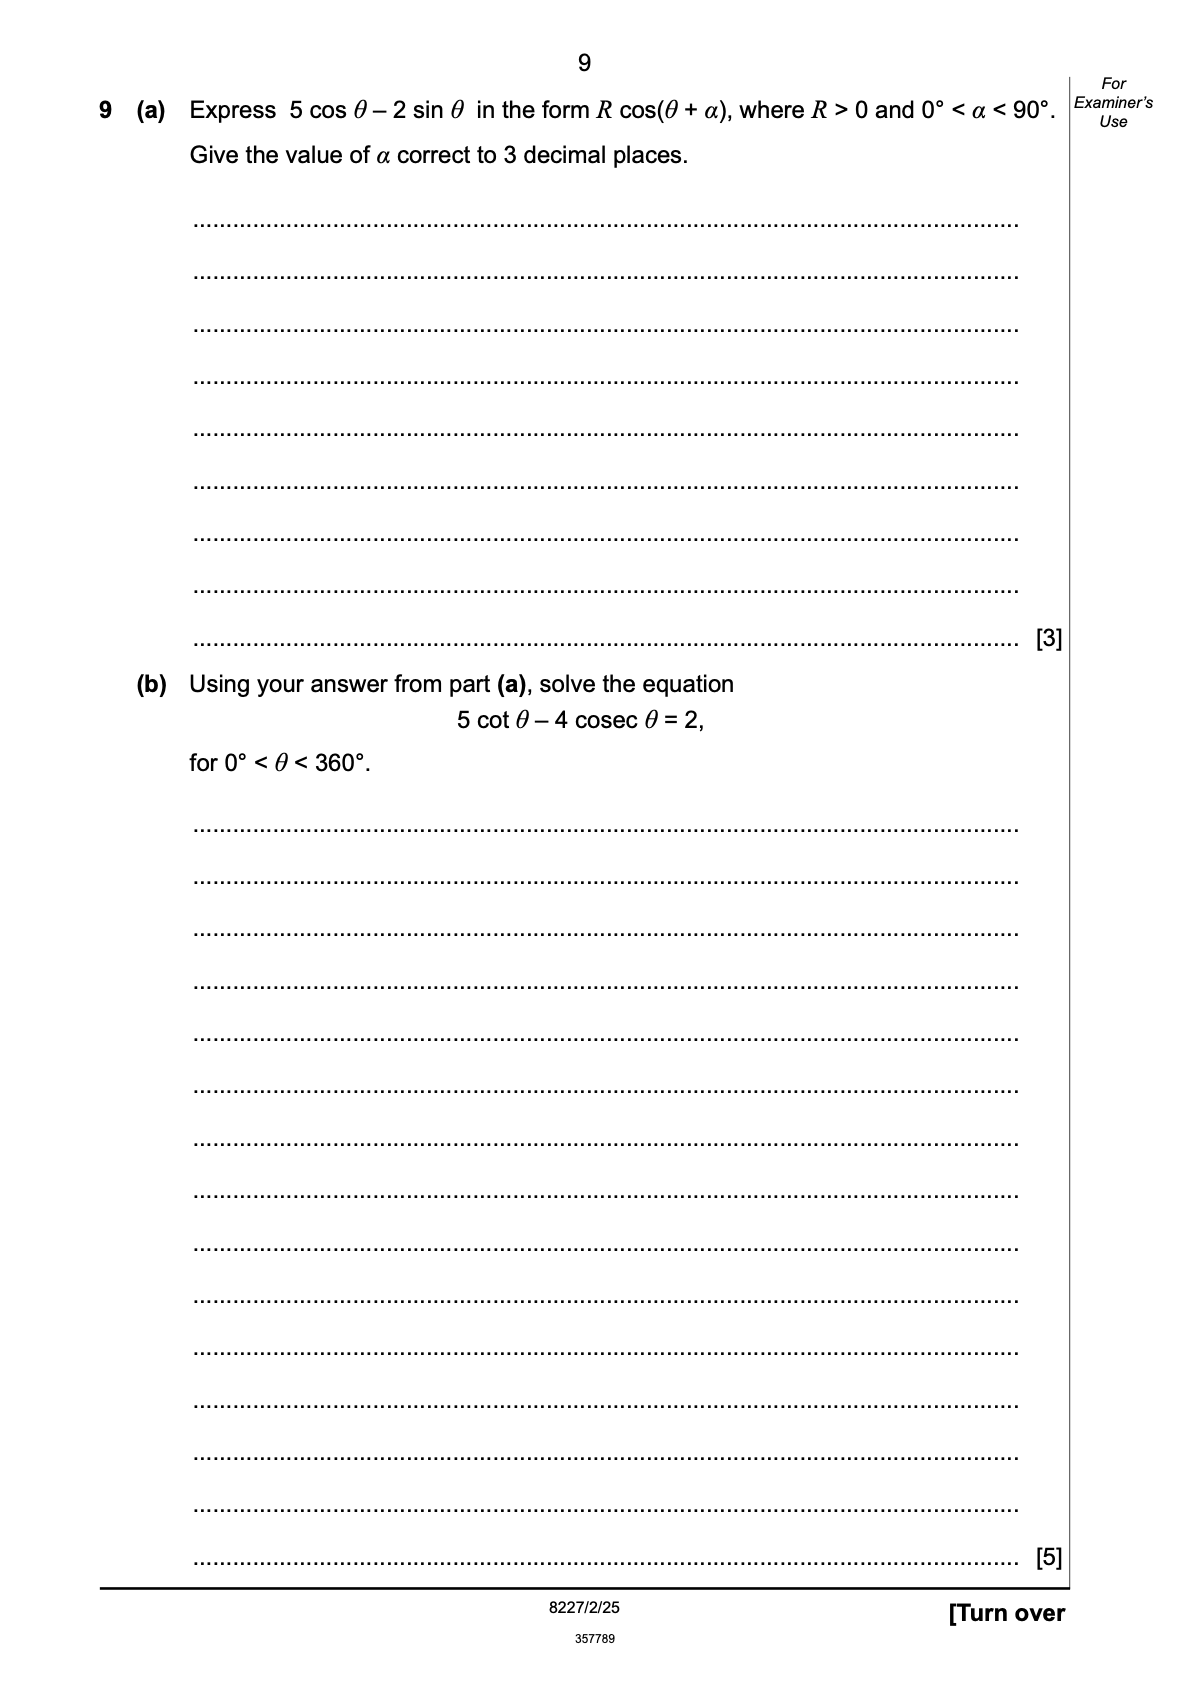 9
For
Examiner's
Use
9 (a) Express 5 cos θ – 2 sin θ in the form R cos(θ + α), where R > 0 and 0° < α < 90°.
Give the value of α correct to 3 decimal places.
[3]
(b) Using your answer from part (a), solve the equation
5 cot θ – 4 cosec θ = 2,
for 0° < θ < 360°.
[5]
8227/2/25
[Turn over
357789